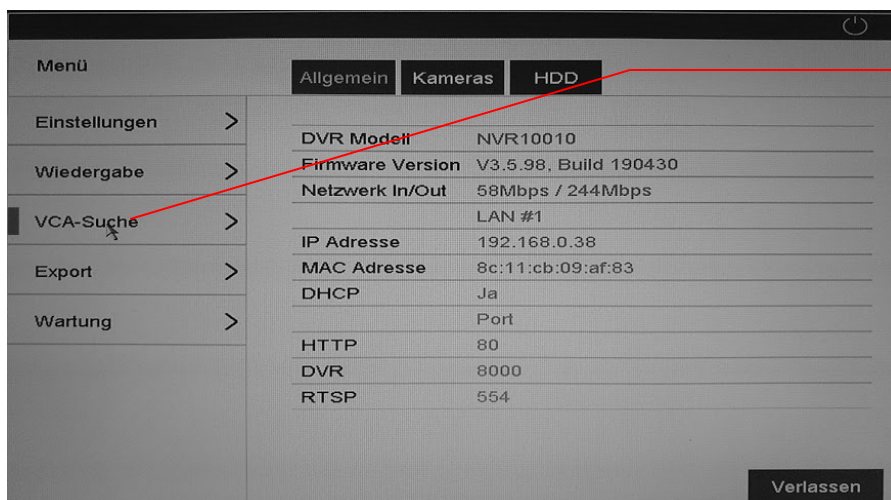 Menü
Allgemein Kameras HDD
Einstellungen >
Wiedergabe >
VCA-Suche >
Export >
Wartung >
DVR Modell NVR10010
Firmware Version V3.5.98, Build 190430
Netzwerk In/Out 58Mbps / 244Mbps
LAN #1
IP Adresse 192.168.0.38
MAC Adresse 8c:11:cb:09:af:83
DHCP Ja
Port
HTTP 80
DVR 8000
RTSP 554
Verlassen